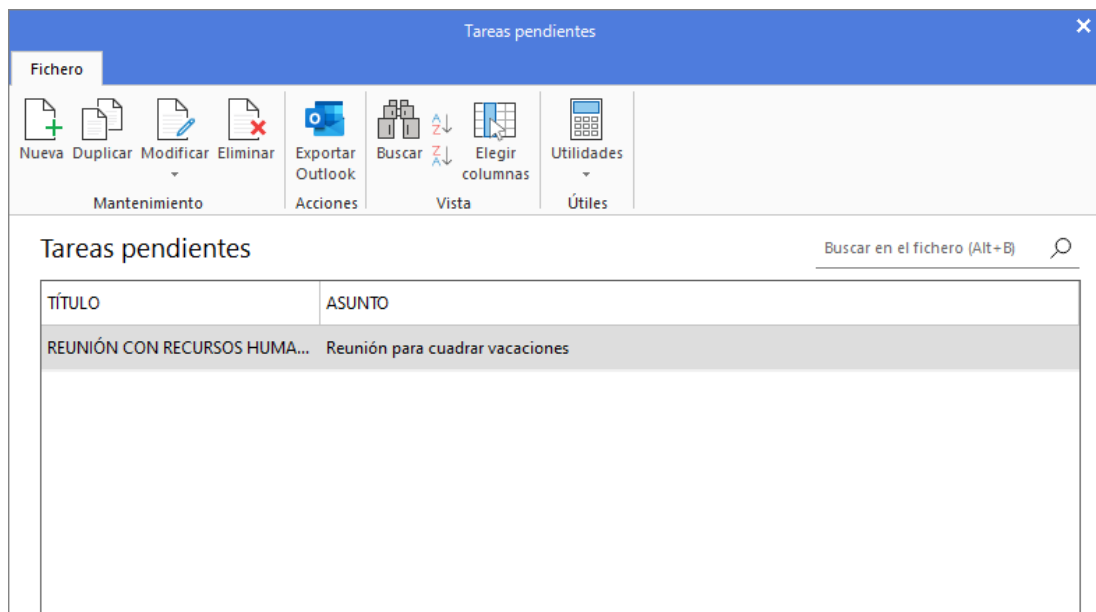 Tareas pendientes
Fichero
Nueva Duplicar Modificar Eliminar Exportar Outlook Buscar Elegir columnas Utilidades
Mantenimiento Acciones Vista Útiles
Tareas pendientes Buscar en el fichero (Alt+B)
TÍTULO ASUNTO
REUNIÓN CON RECURSOS HUMA... Reunión para cuadrar vacaciones